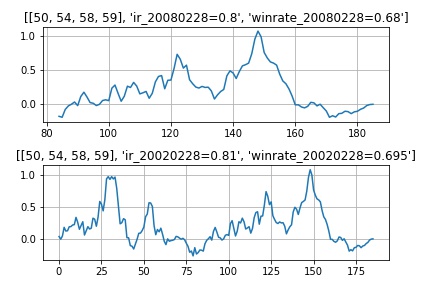 [[50, 54, 58, 59], 'ir_20080228=0.8', 'winrate_20080228=0.68']
1.0
0.5
0.0
80 100 120 140 160 180
[[50, 54, 58, 59], 'ir_20020228=0.81', 'winrate_20020228=0.695']
1.0
0.5
0.0
0 25 50 75 100 125 150 175